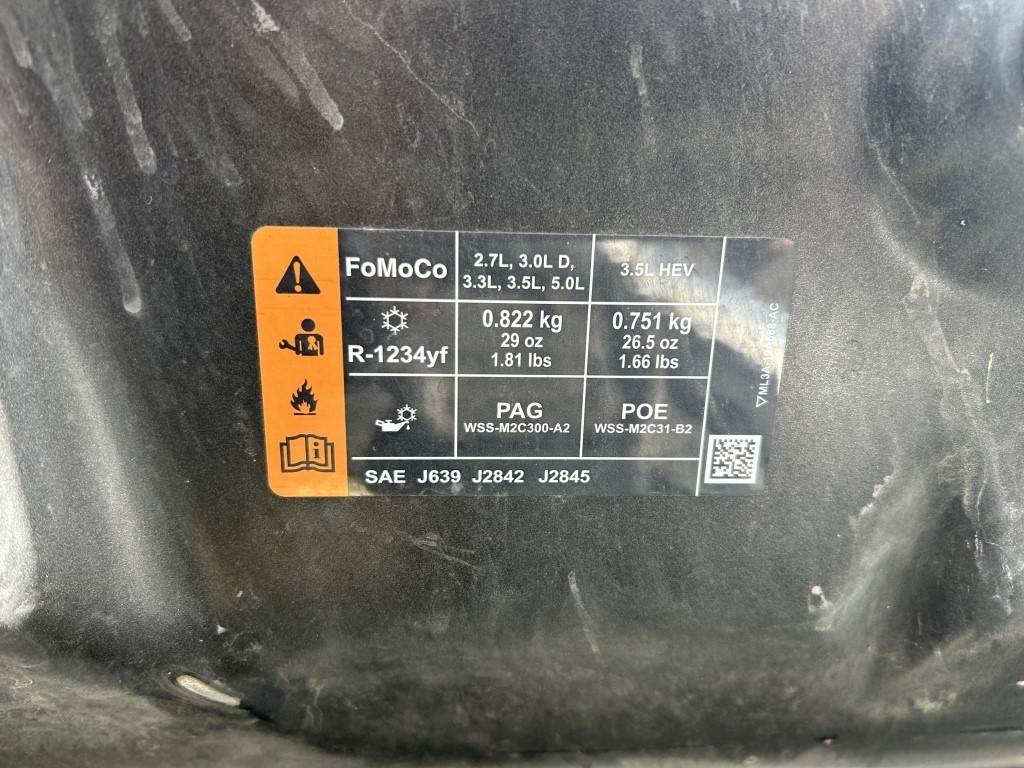 FoMoCo
2.7L, 3.0L D,
3.3L, 3.5L, 5.0L
3.5L HEV
R-1234yf
0.822 kg
29 oz
1.81 lbs
0.751 kg
26.5 oz
1.66 lbs
PAG
WSS-M2C300-A2
POE
WSS-M2C31-B2
SAE J639 J2842 J2845